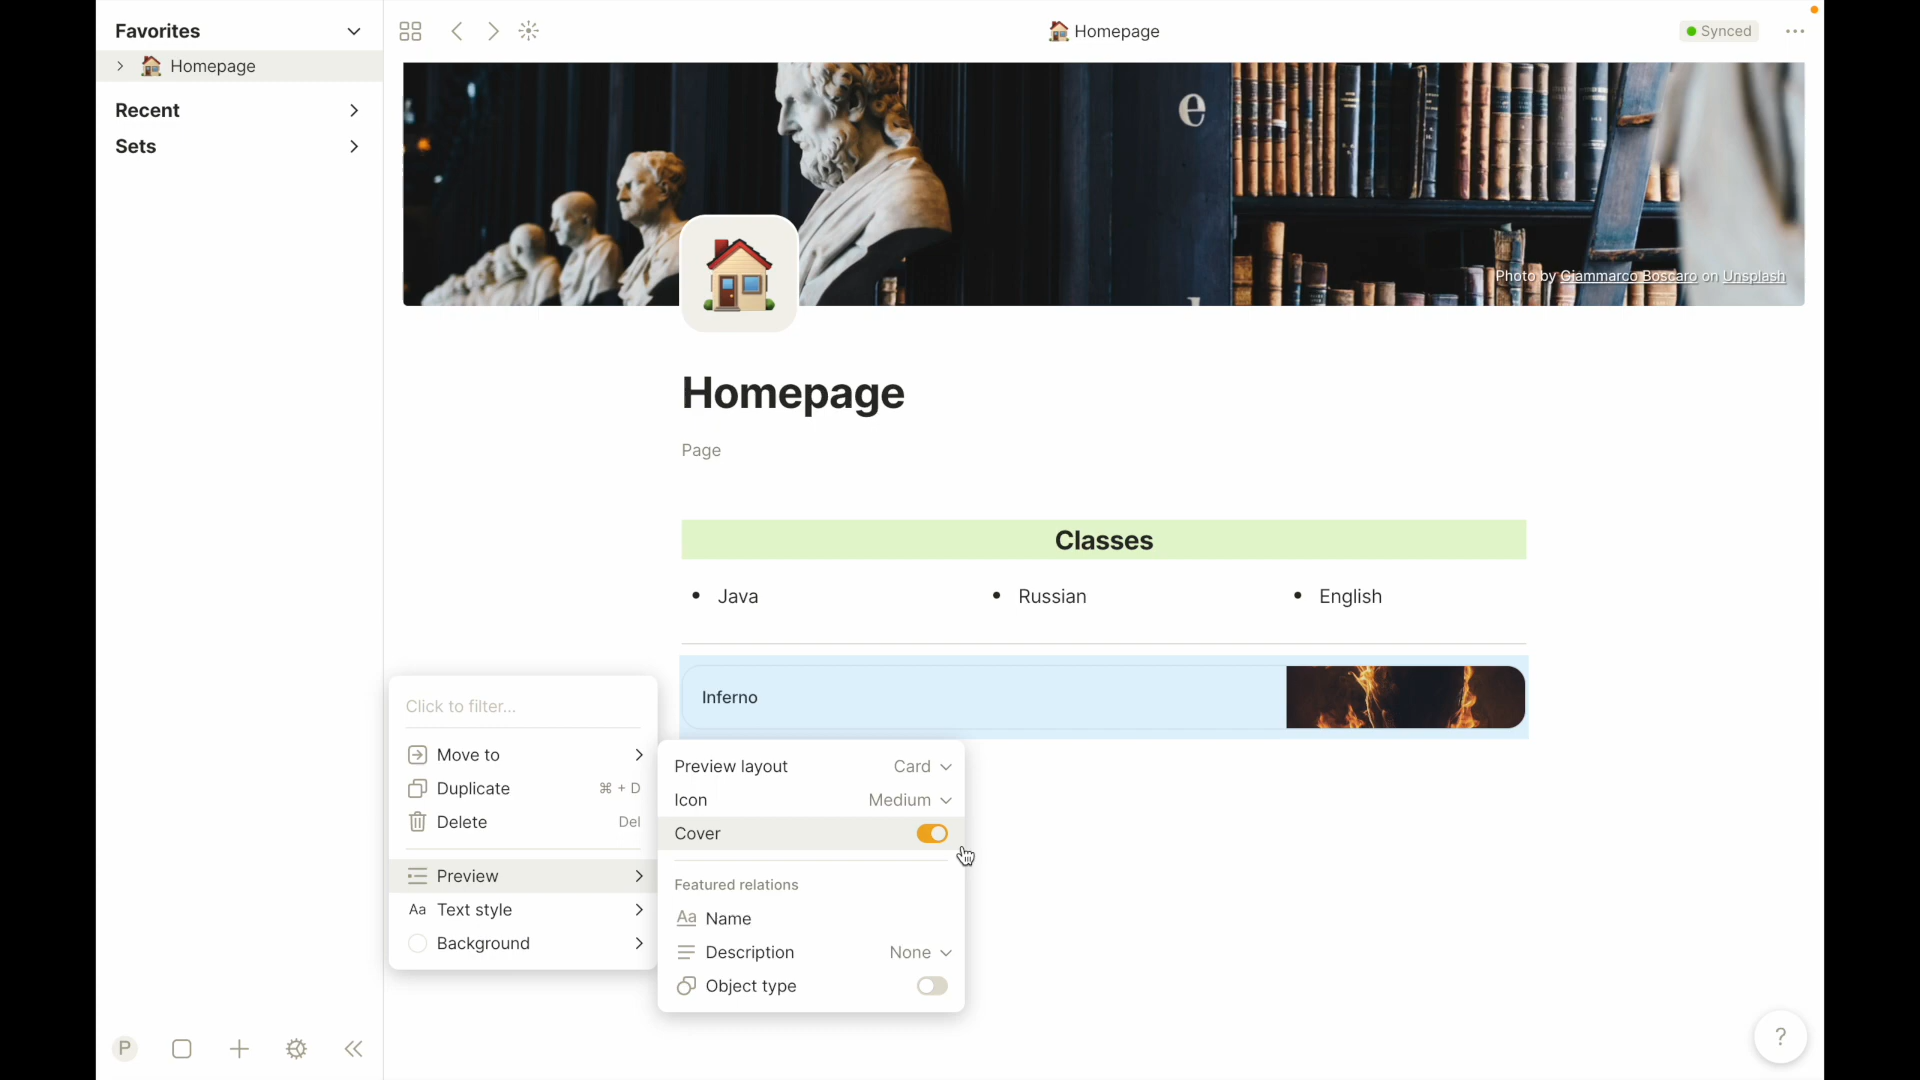 Favorites
Homepage
Recent
Sets
Homepage
Synced
e
Photo by Giammarco Boscaro on Unsplash
Homepage
Page
Classes
• Java
• Russian
• English
Inferno
Click to filter...
Move to
Duplicate ⌘ + D
Delete Del
Preview
Aa Text style
Background
Preview layout Card
Icon Medium
Cover
Featured relations
Aa Name
Description None
Object type
P
?